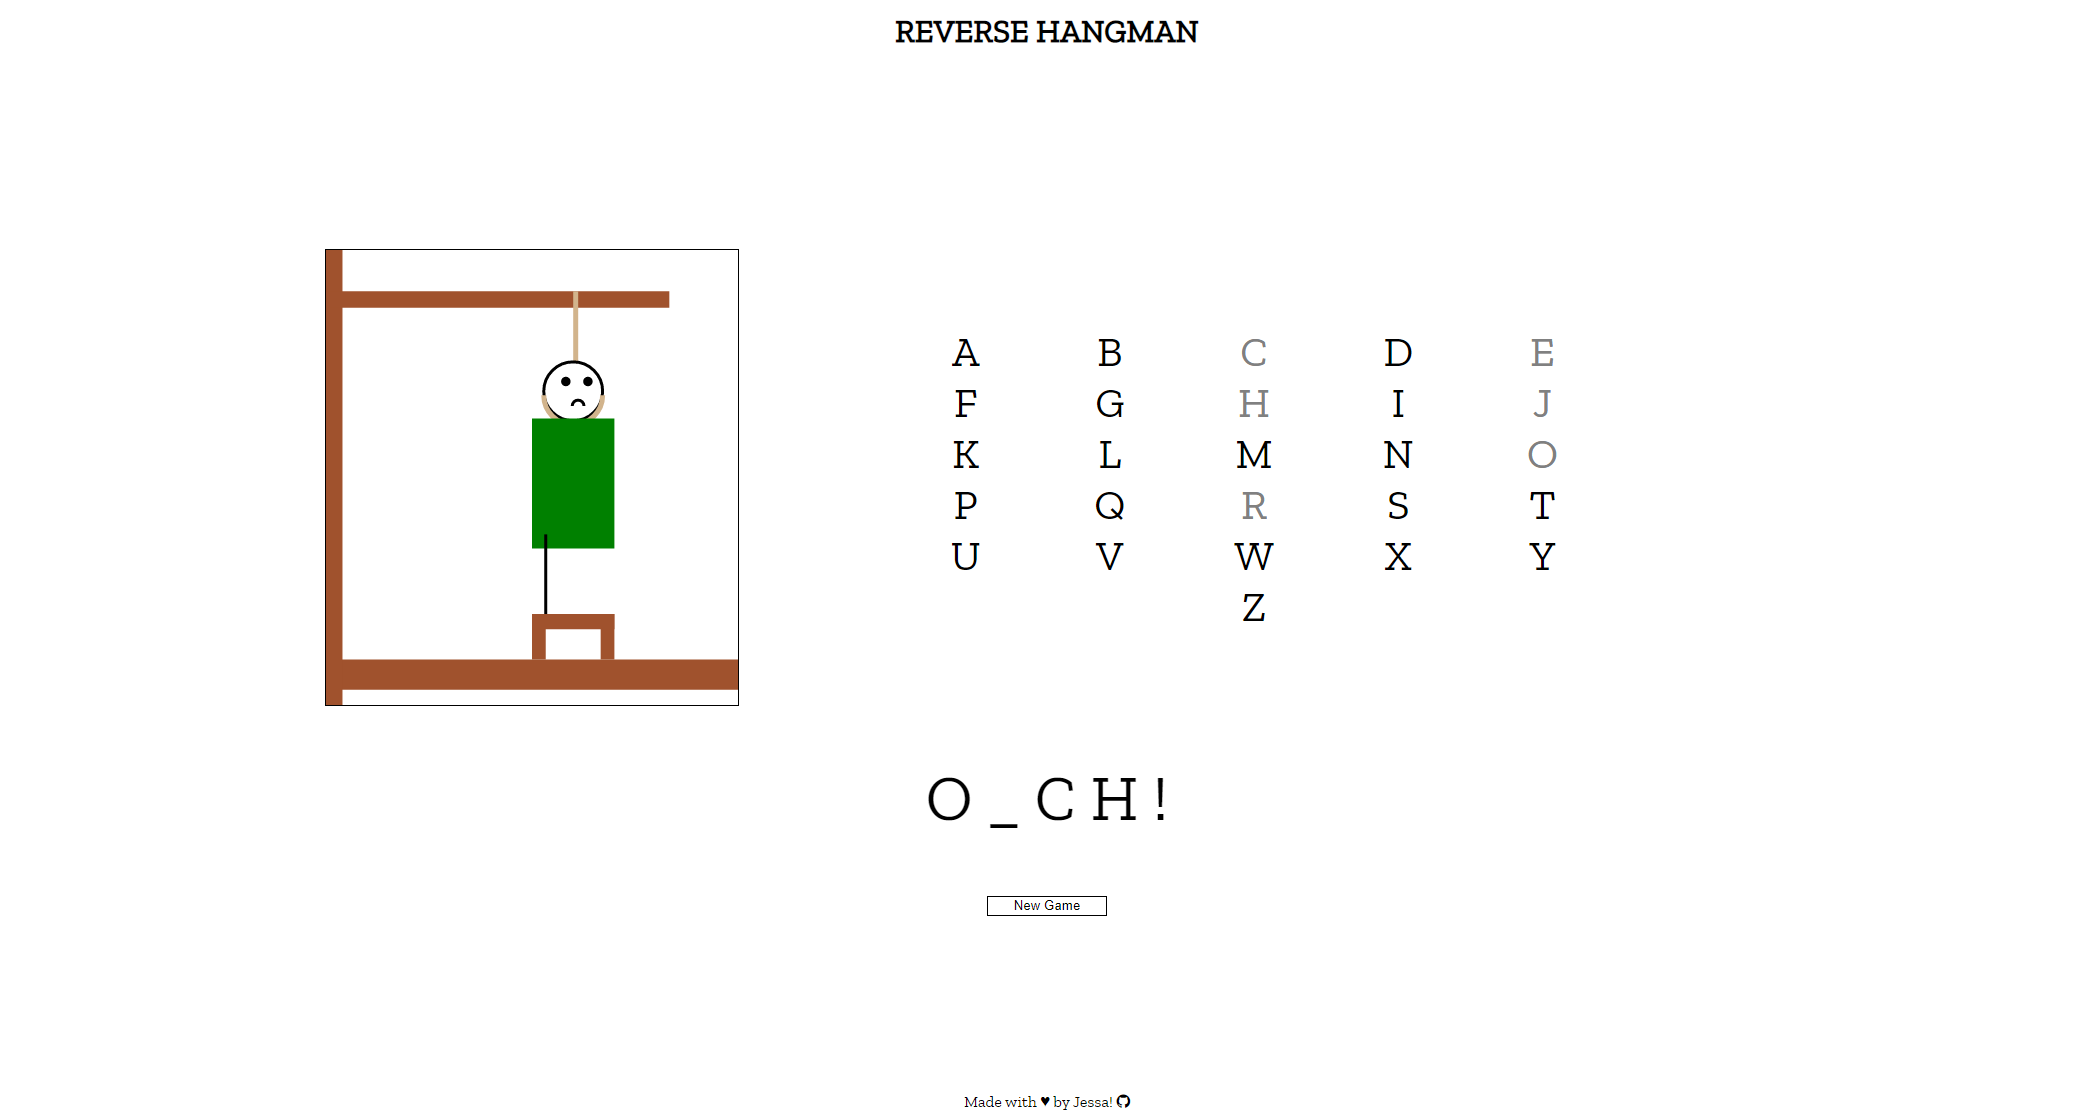 REVERSE HANGMAN
A B C D E
F G H I J
K L M N O
P Q R S T
U V W X Y
Z
O _ C H !
New Game
Made with ♥ by Jessa!